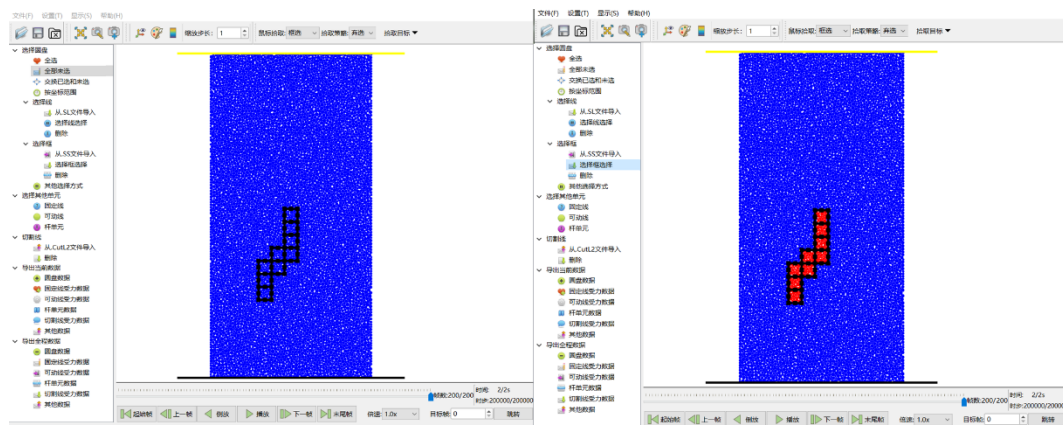 文件(F) 设置(T) 显示(S) 帮助(H)
缩放步长: 1 鼠标拾取: 框选 拾取策略: 弃选 拾取目标
选择圆盘
全选
全部未选
交换已选和未选
按坐标范围
选择线
从.SL文件导入
选择线选择
删除
选择框
从.SS文件导入
选择框选择
删除
其他选择方式
选择其他单元
固定线
可动线
杆单元
切割线
从.CutL2文件导入
删除
导出当前数据
圆盘数据
固定线受力数据
可动线受力数据
杆单元数据
切割线受力数据
其他数据
导出全程数据
圆盘数据
固定线受力数据
可动线受力数据
杆单元数据
切割线受力数据
其他数据
帧数:200/200
时间: 2/2s
时步:200000/200000
起始帧 上一帧 倒放 播放 下一帧 末尾帧 倍速: 1.0x 目标帧: 0 跳转
文件(F) 设置(T) 显示(S) 帮助(H)
缩放步长: 1 鼠标拾取: 框选 拾取策略: 弃选 拾取目标
选择圆盘
全选
全部未选
交换已选和未选
按坐标范围
选择线
从.SL文件导入
选择线选择
删除
选择框
从.SS文件导入
选择框选择
删除
其他选择方式
选择其他单元
固定线
可动线
杆单元
切割线
从.CutL2文件导入
删除
导出当前数据
圆盘数据
固定线受力数据
可动线受力数据
杆单元数据
切割线受力数据
其他数据
导出全程数据
圆盘数据
固定线受力数据
可动线受力数据
杆单元数据
切割线受力数据
其他数据
帧数:200/200
时间: 2/2s
时步:200000/20000
起始帧 上一帧 倒放 播放 下一帧 末尾帧 倍速: 1.0x 目标帧: 0 跳转